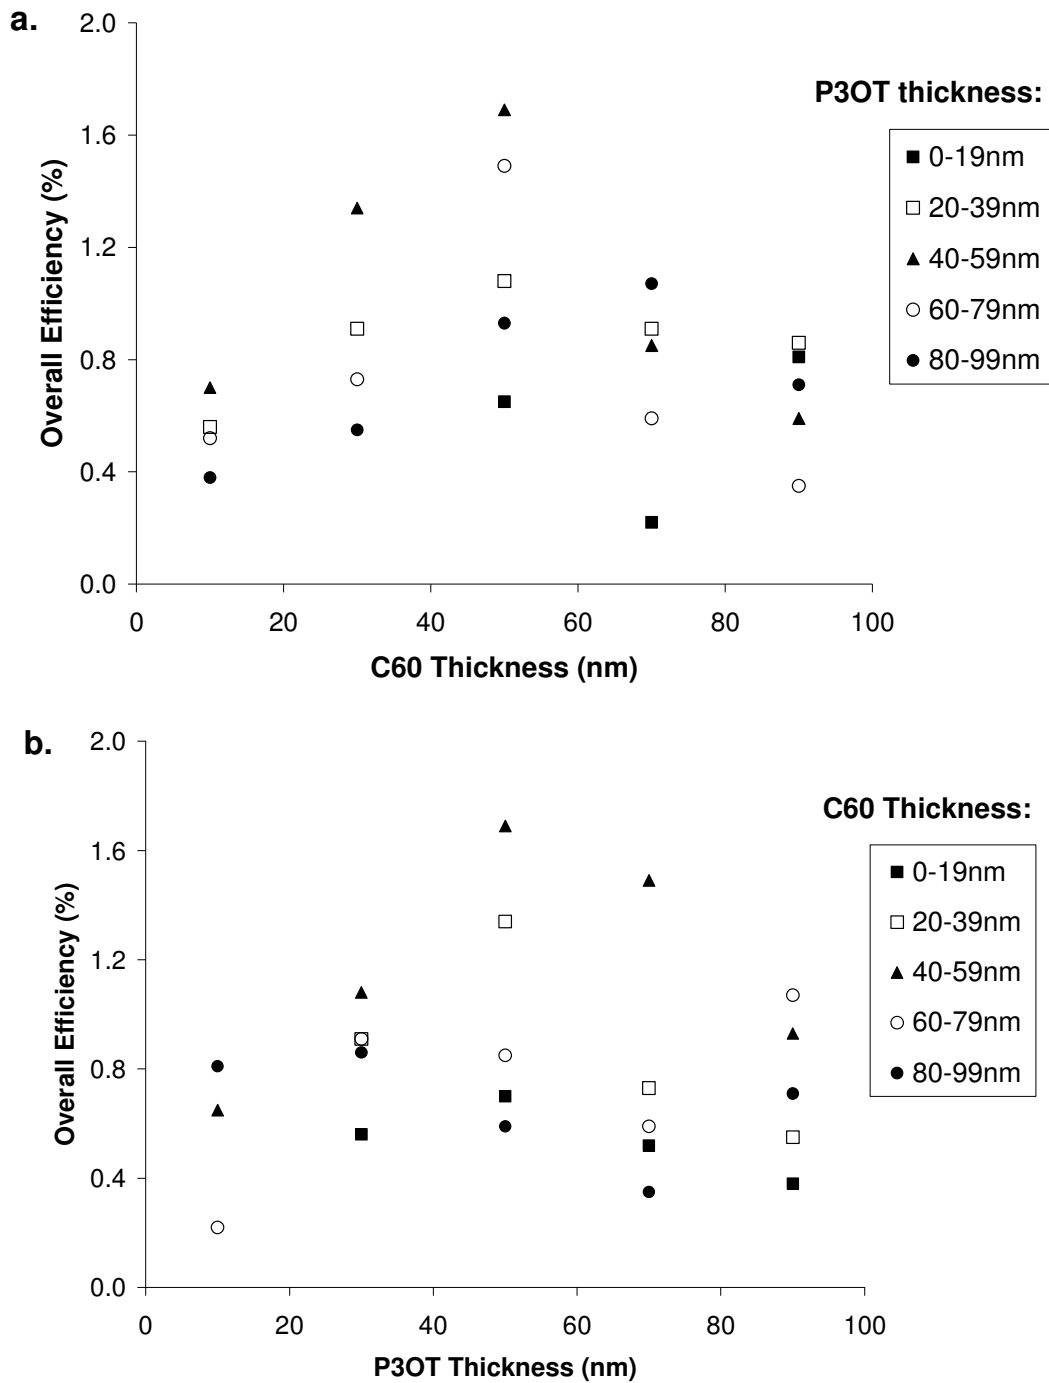 a.
2.0
1.6
1.2
0.8
0.4
0.0
Overall Efficiency (%)
0 20 40 60 80 100
C60 Thickness (nm)
P3OT thickness:
0-19nm
20-39nm
40-59nm
60-79nm
80-99nm
b.
2.0
1.6
1.2
0.8
0.4
0.0
Overall Efficiency (%)
0 20 40 60 80 100
P3OT Thickness (nm)
C60 Thickness:
0-19nm
20-39nm
40-59nm
60-79nm
80-99nm